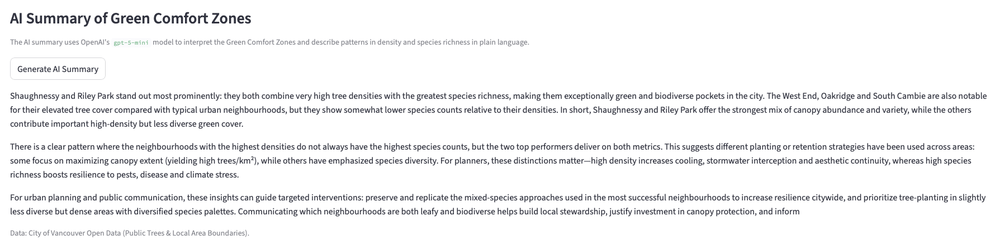 AI Summary of Green Comfort Zones
The AI summary uses OpenAI's gpt-5-mini model to interpret the Green Comfort Zones and describe patterns in density and species richness in plain language.
Generate AI Summary
Shaughnessy and Riley Park stand out most prominently: they both combine very high tree densities with the greatest species richness, making them exceptionally green and biodiverse pockets in the city. The West End, Oakridge and South Cambie are also notable
for their elevated tree cover compared with typical urban neighbourhoods, but they show somewhat lower species counts relative to their densities. In short, Shaughnessy and Riley Park offer the strongest mix of canopy abundance and variety, while the others
contribute important high-density but less diverse green cover.
There is a clear pattern where the neighbourhoods with the highest densities do not always have the highest species counts, but the two top performers deliver on both metrics. This suggests different planting or retention strategies have been used across areas:
some focus on maximizing canopy extent (yielding high trees/km²), while others have emphasized species diversity. For planners, these distinctions matter—high density increases cooling, stormwater interception and aesthetic continuity, whereas high species
richness boosts resilience to pests, disease and climate stress.
For urban planning and public communication, these insights can guide targeted interventions: preserve and replicate the mixed-species approaches used in the most successful neighbourhoods to increase resilience citywide, and prioritize tree-planting in slightly
less diverse but dense areas with diversified species palettes. Communicating which neighbourhoods are both leafy and biodiverse helps build local stewardship, justify investment in canopy protection, and inform
Data: City of Vancouver Open Data (Public Trees & Local Area Boundaries).